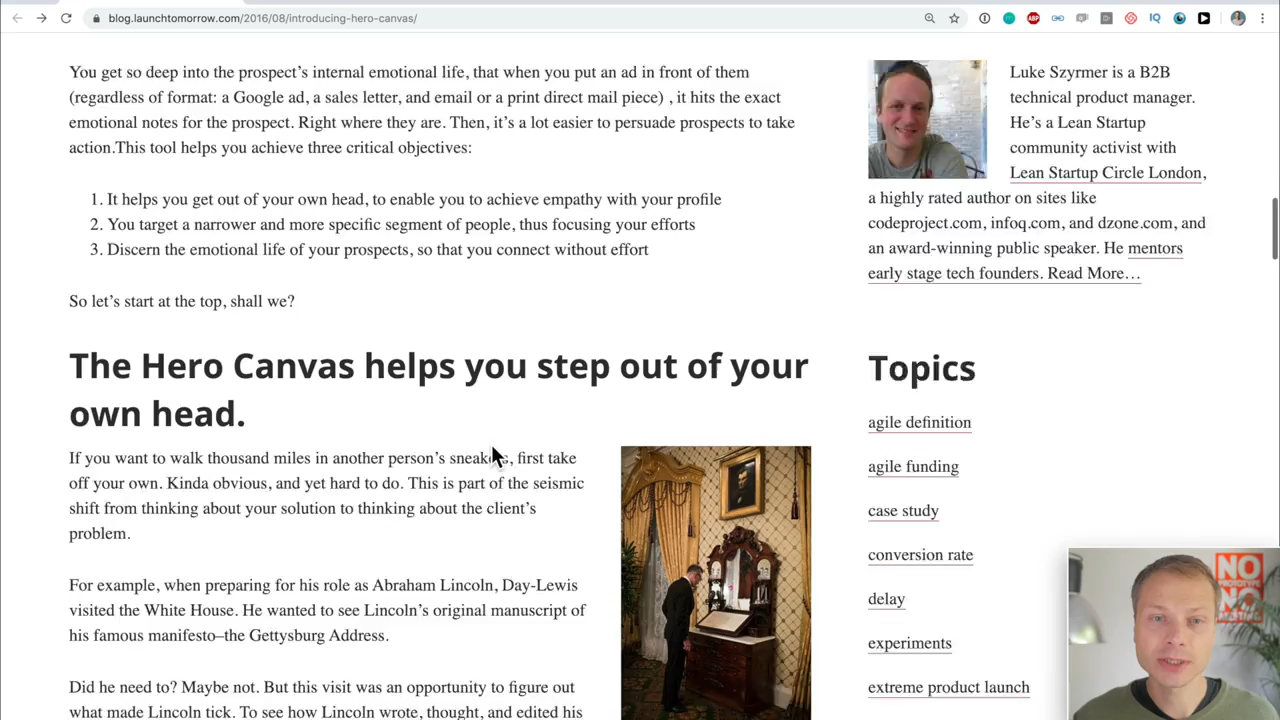 blog.launchtomorrow.com/2016/08/introducing-hero-canvas/
ABP
IQ
You get so deep into the prospect’s internal emotional life, that when you put an ad in front of them
(regardless of format: a Google ad, a sales letter, and email or a print direct mail piece) , it hits the exact
emotional notes for the prospect. Right where they are. Then, it’s a lot easier to persuade prospects to take
action.This tool helps you achieve three critical objectives:
1. It helps you get out of your own head, to enable you to achieve empathy with your profile
2. You target a narrower and more specific segment of people, thus focusing your efforts
3. Discern the emotional life of your prospects, so that you connect without effort
So let’s start at the top, shall we?
The Hero Canvas helps you step out of your
own head.
If you want to walk thousand miles in another person’s sneakers, first take
off your own. Kinda obvious, and yet hard to do. This is part of the seismic
shift from thinking about your solution to thinking about the client’s
problem.
For example, when preparing for his role as Abraham Lincoln, Day-Lewis
visited the White House. He wanted to see Lincoln’s original manuscript of
his famous manifesto–the Gettysburg Address.
Did he need to? Maybe not. But this visit was an opportunity to figure out
what made Lincoln tick. To see how Lincoln wrote, thought, and edited his
Luke Szyrmer is a B2B
technical product manager.
He’s a Lean Startup
community activist with
Lean Startup Circle London,
a highly rated author on sites like
codeproject.com, infoq.com, and dzone.com, and
an award-winning public speaker. He mentors
early stage tech founders. Read More…
Topics
agile definition
agile funding
case study
conversion rate
delay
experiments
extreme product launch
NO
NO